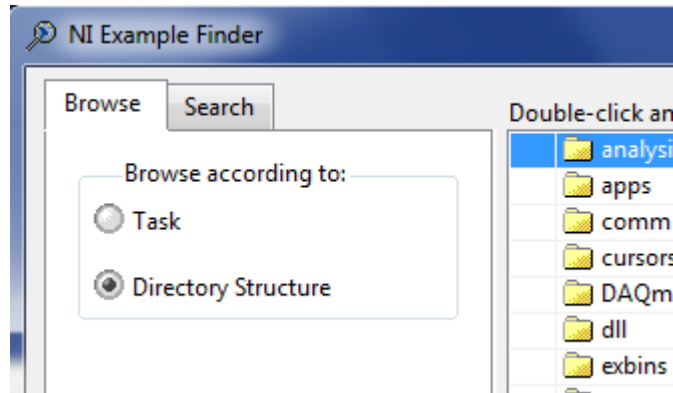 NI Example Finder
Browse
Search
Browse according to:
Task
Directory Structure
Double-click an
analysi
apps
comm
cursors
DAQm
dll
exbins